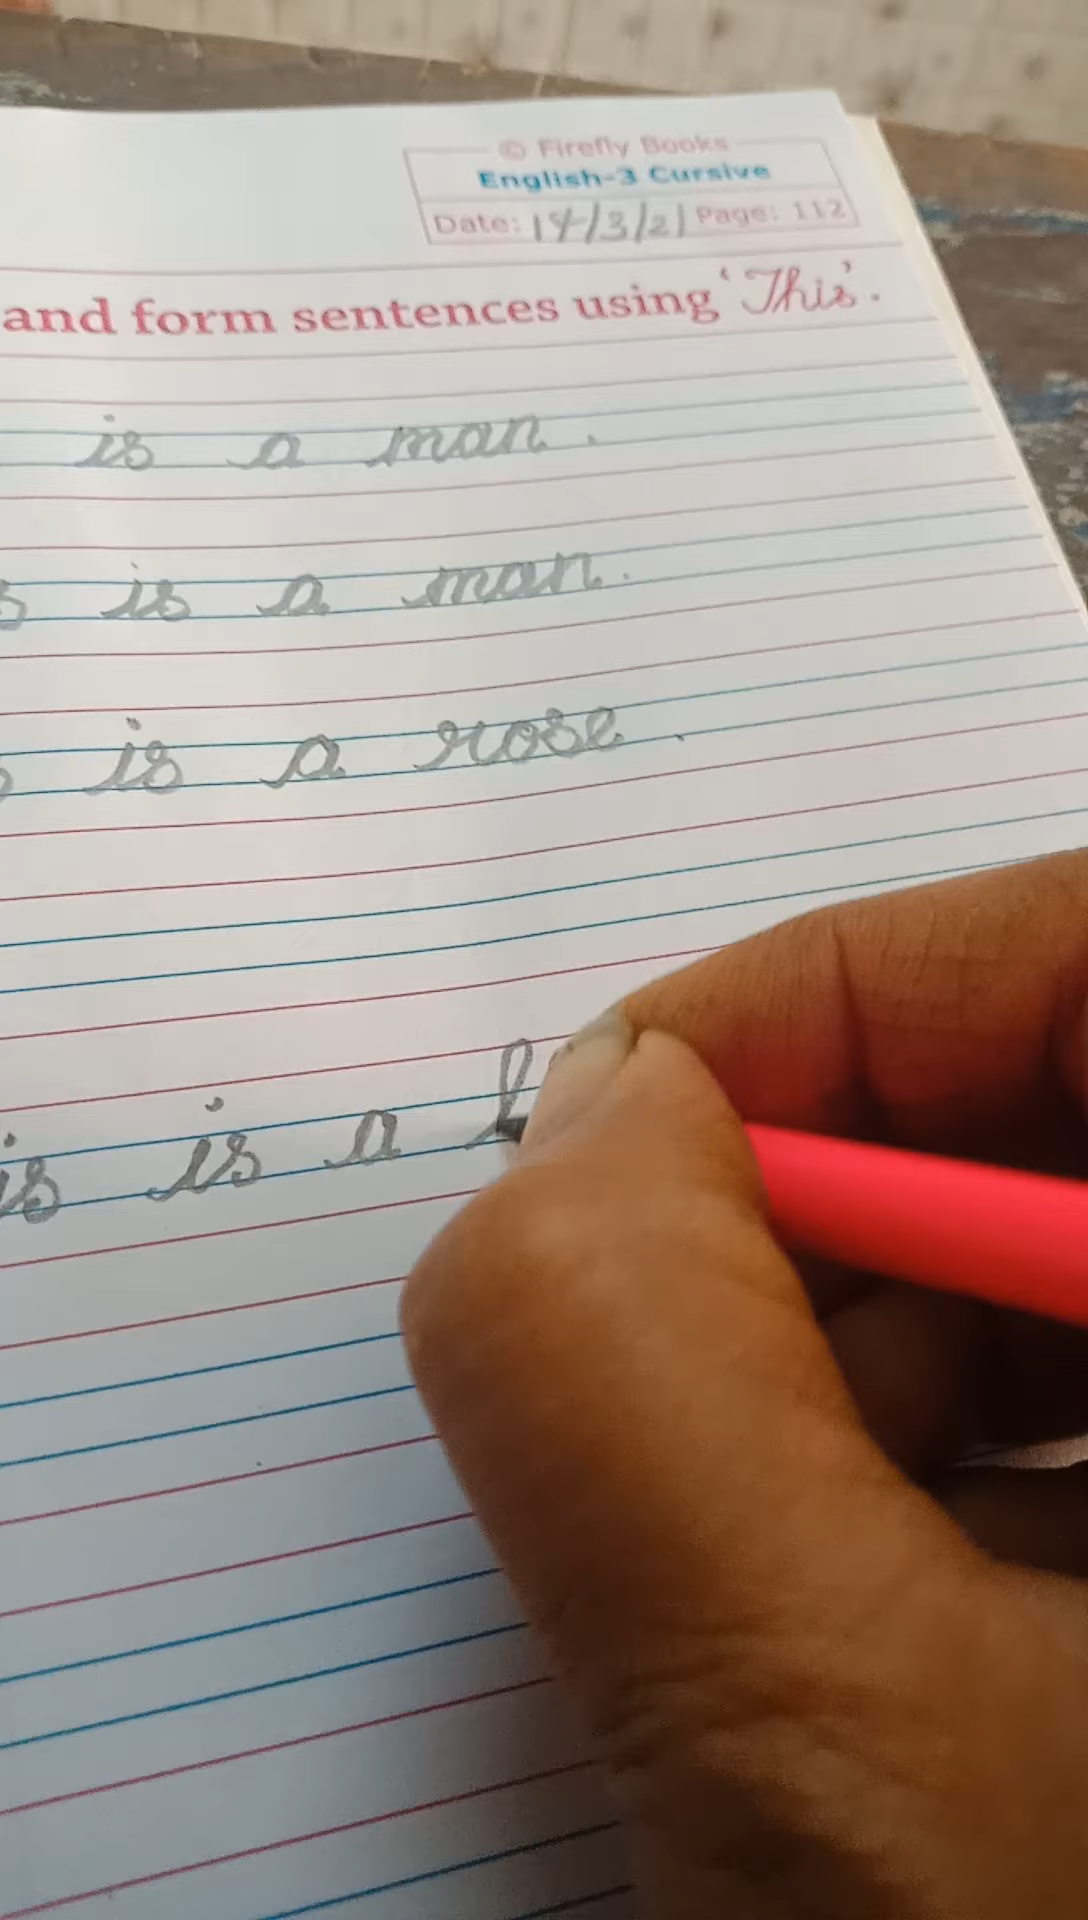 © Firefly Books
English-3 Cursive
Date: 14/3/21 Page: 112
and form sentences using 'This'.
is a man.
s is a man.
s is a rose.
is is a